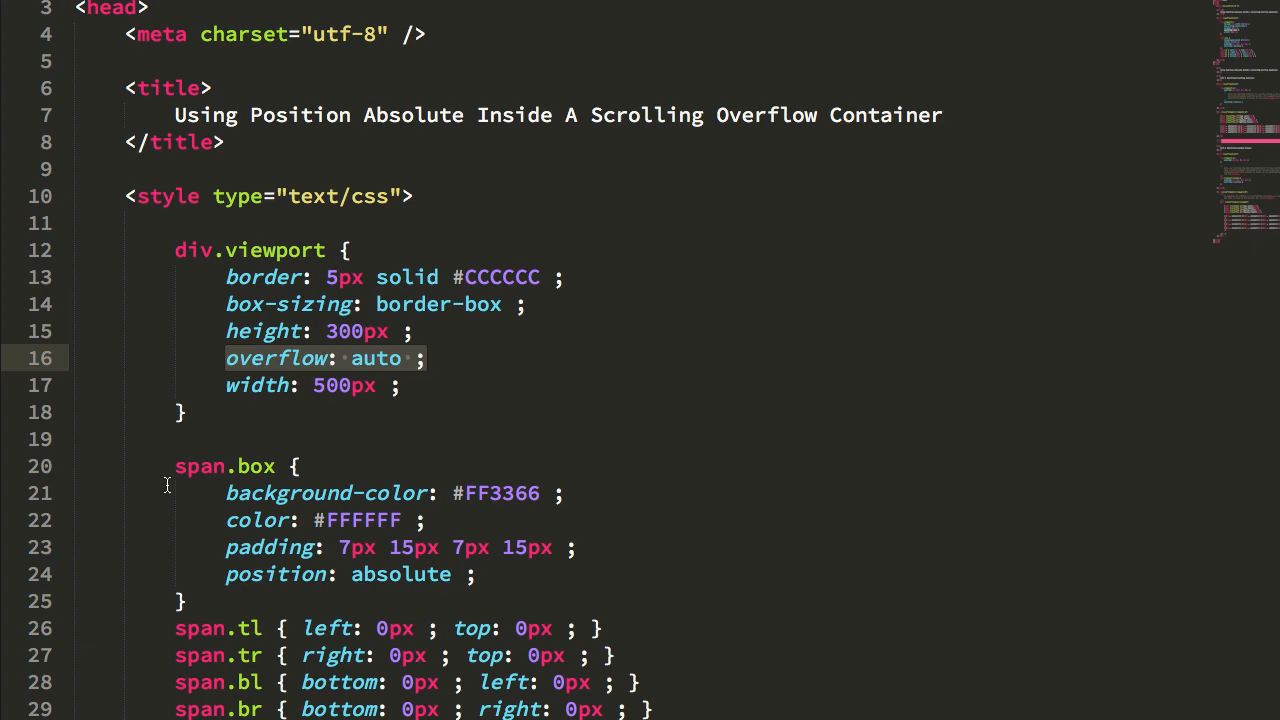 3 <head>
4 <meta charset="utf-8" />
5
6 <title>
7 Using Position Absolute Inside A Scrolling Overflow Container
8 </title>
9
10 <style type="text/css">
11
12 div.viewport {
13 border: 5px solid #CCCCCC ;
14 box-sizing: border-box ;
15 height: 300px ;
16 overflow: auto ;
17 width: 500px ;
18 }
19
20 span.box {
21 background-color: #FF3366 ;
22 color: #FFFFFF ;
23 padding: 7px 15px 7px 15px ;
24 position: absolute ;
25 }
26 span.tl { left: 0px ; top: 0px ; }
27 span.tr { right: 0px ; top: 0px ; }
28 span.bl { bottom: 0px ; left: 0px ; }
29 span.br { bottom: 0px ; right: 0px ; }